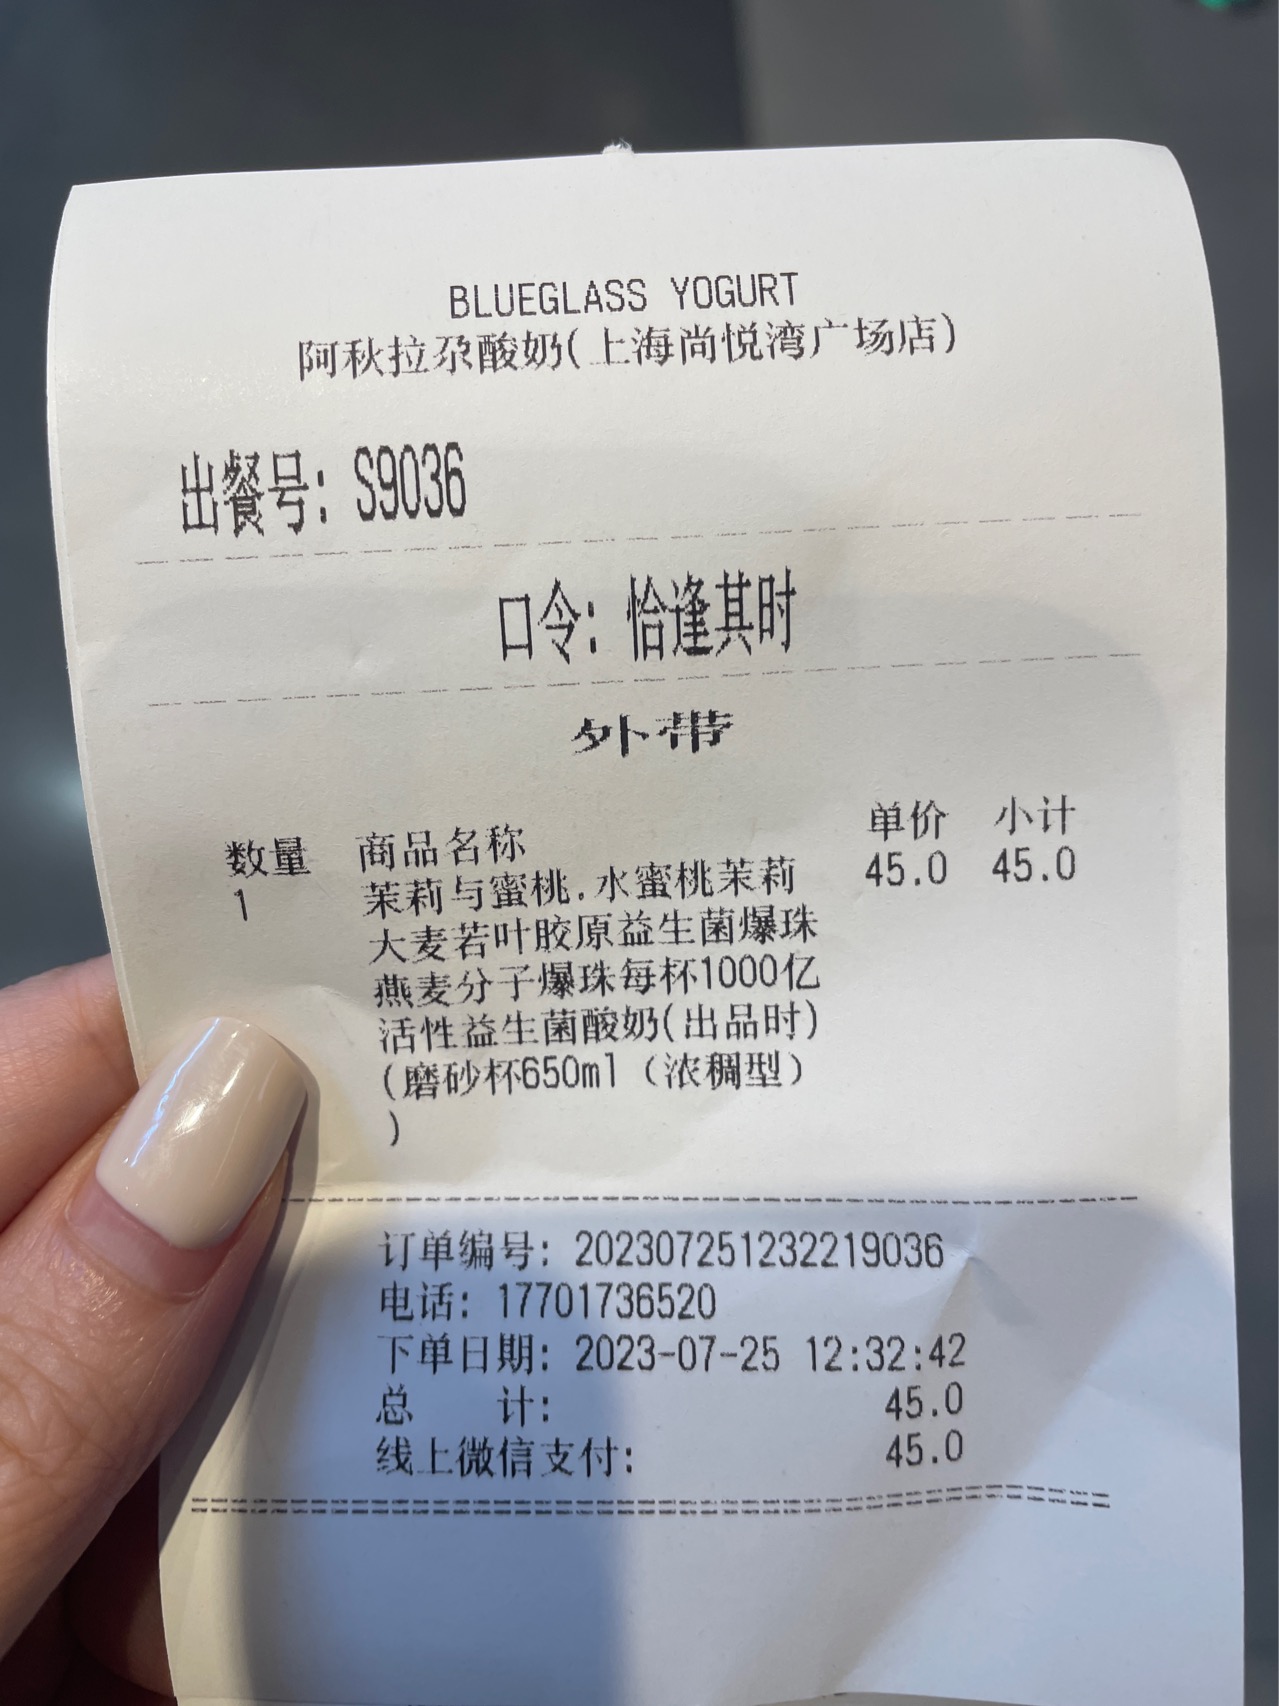 BLUEGLASS YOGURT
阿秋拉尕酸奶(上海尚悦湾广场店)
出餐号: S9036
口令: 恰逢其时
外带
数量 商品名称 单价 小计
1 茉莉与蜜桃.水蜜桃茉莉 45.0 45.0
大麦若叶胶原益生菌爆珠
燕麦分子爆珠每杯1000亿
活性益生菌酸奶(出品时)
(磨砂杯650ml（浓稠型）
)
订单编号: 202307251232219036
电话: 17701736520
下单日期: 2023-07-25 12:32:42
总 计: 45.0
线上微信支付: 45.0